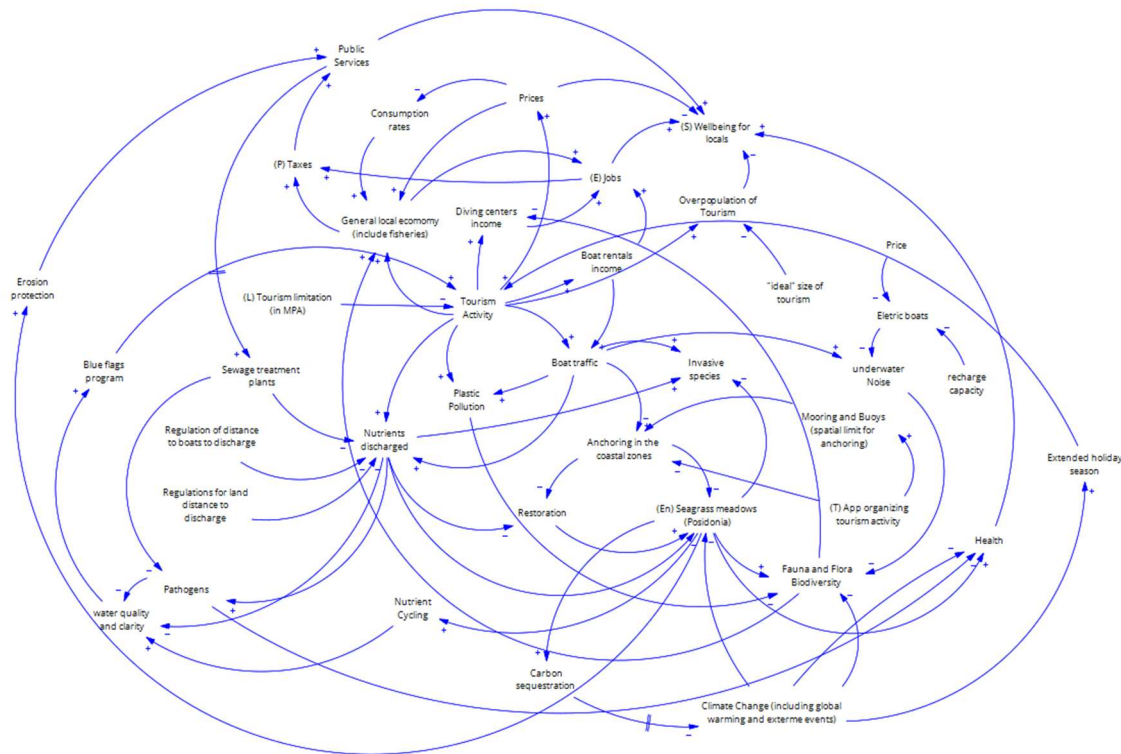 Public
Services
Prices
Consumption
rates
(S) Wellbeing for
locals
(P) Taxes
(E) Jobs
General local economy
(include fisheries)
Diving centers
income
Overpopulation of
Tourism
Boat rentals
income
Price
Erosion
protection
(L) Tourism limitation
(in MPA)
Tourism
Activity
"ideal" size of
tourism
Eletric boats
Blue flags
program
Sewage treatment
plants
Boat traffic
Invasive
species
underwater
Noise
recharge
capacity
Plastic
Pollution
Regulation of distance
to boats to discharge
Nutrients
discharged
Anchoring in the
coastal zones
Mooring and Buoys
(spatial limit for
anchoring)
Extended holiday
season
Regulations for land
distance to
discharge
Restoration
(En) Seagrass meadows
(Posidonia)
(T) App organizing
tourism activity
Health
Pathogens
Fauna and Flora
Biodiversity
water quality
and clarity
Nutrient
Cycling
Carbon
sequestration
Climate Change (including global
warming and exterme events)